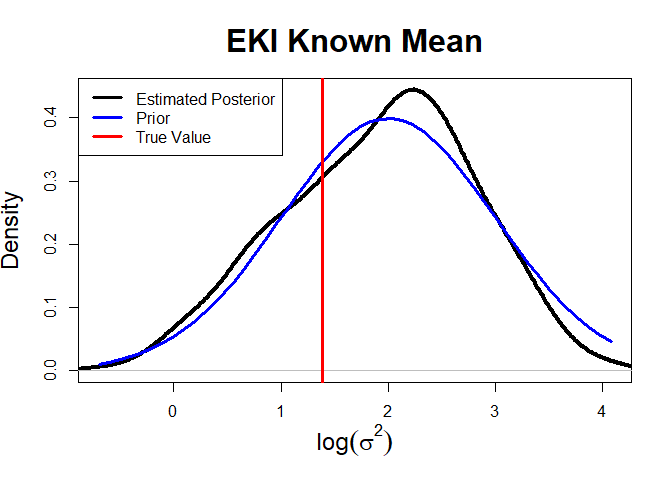 EKI Known Mean
Estimated Posterior
Prior
True Value
Density
0.0
0.1
0.2
0.3
0.4
0
1
2
3
4
log(σ²)